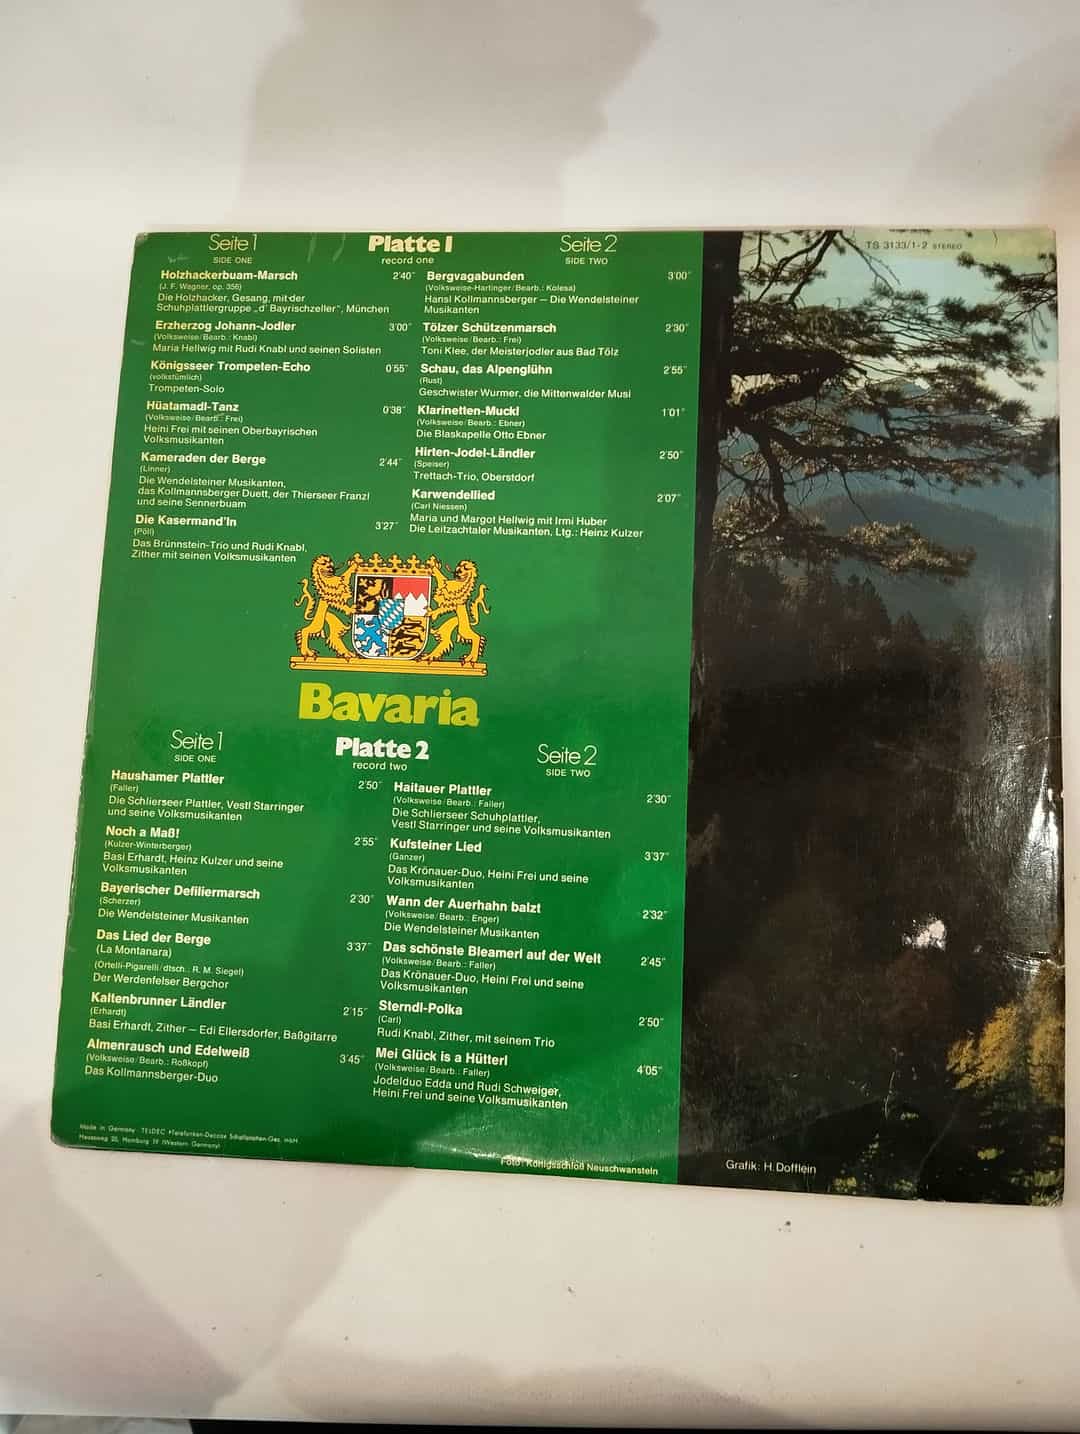 Seite 1
SIDE ONE
Platte 1
record one
Seite 2
SIDE TWO
TS 3133/1-2 STEREO
Holzhackerbuam-Marsch 2'40"
(J. F. Wagner, op. 356)
Die Holzhacker, Gesang, mit der
Schuhplattlergruppe „d' Bayrischzeller", München
Erzherzog Johann-Jodler 3'00"
(Volksweise/Bearb.: Knabl)
Maria Hellwig mit Rudi Knabl und seinen Solisten
Königsseer Trompeten-Echo 0'55"
(volkstümlich)
Trompeten-Solo
Hüatamadl-Tanz 0'38"
(Volksweise/Bearb.: Frei)
Heini Frei mit seinen Oberbayrischen
Volksmusikanten
Kameraden der Berge 2'44"
(Linner)
Die Wendelsteiner Musikanten,
das Kollmannsberger Duett, der Thierseer Franzl
und seine Sennerbuam
Die Kasermand'ln 3'27"
(Pöll)
Das Brünnstein-Trio und Rudi Knabl,
Zither mit seinen Volksmusikanten
Bergvagabunden 3'00"
(Volksweise-Hartinger/Bearb.: Kolesa)
Hansl Kollmannsberger – Die Wendelsteiner
Musikanten
Tölzer Schützenmarsch 2'30"
(Volksweise/Bearb.: Frei)
Toni Klee, der Meisterjodler aus Bad Tölz
Schau, das Alpenglühn 2'55"
(Rust)
Geschwister Wurmer, die Mittenwalder Musi
Klarinetten-Muckl 1'01"
(Volksweise/Bearb.: Ebner)
Die Blaskapelle Otto Ebner
Hirten-Jodel-Ländler 2'50"
(Speiser)
Trettach-Trio, Oberstdorf
Karwendellied 2'07"
(Carl Niessen)
Maria und Margot Hellwig mit Irmi Huber
Die Leitzachtaler Musikanten, Ltg.: Heinz Kulzer
Bavaria
Seite 1
SIDE ONE
Platte 2
record two
Seite 2
SIDE TWO
Haushamer Plattler 2'50"
(Faller)
Die Schlierseer Plattler, Vestl Starringer
und seine Volksmusikanten
Noch a Maß! 2'55"
(Kulzer-Winterberger)
Basi Erhardt, Heinz Kulzer und seine
Volksmusikanten
Bayerischer Defiliermarsch 2'30"
(Scherzer)
Die Wendelsteiner Musikanten
Das Lied der Berge 3'37"
(La Montanara)
(Ortelli-Pigarelli/dtsch.: R. M. Siegel)
Der Werdenfelser Bergchor
Kaltenbrunner Ländler 2'15"
(Erhardt)
Basi Erhardt, Zither – Edi Ellersdorfer, Baßgitarre
Almenrausch und Edelweiß 3'45"
(Volksweise/Bearb.: Roßkopf)
Das Kollmannsberger-Duo
Haitauer Plattler 2'30"
(Volksweise/Bearb.: Faller)
Die Schlierseer Schuhplattler,
Vestl Starringer und seine Volksmusikanten
Kufsteiner Lied 3'37"
(Ganzer)
Das Krönauer-Duo, Heini Frei und seine
Volksmusikanten
Wann der Auerhahn balzt 2'32"
(Volksweise/Bearb.: Enger)
Die Wendelsteiner Musikanten
Das schönste Bleamerl auf der Welt 2'45"
(Volksweise/Bearb.: Faller)
Das Krönauer-Duo, Heini Frei und seine
Volksmusikanten
Sterndl-Polka 2'50"
(Carl)
Rudi Knabl, Zither, mit seinem Trio
Mei Glück is a Hütterl 4'05"
(Volksweise/Bearb.: Faller)
Jodelduo Edda und Rudi Schweiger,
Heini Frei und seine Volksmusikanten
Made in Germany · TELDEC »Telefunken-Decca« Schallplatten-Ges. mbH
Heussweg 25, Hamburg 19 (Western Germany)
Foto: Königsschloß Neuschwanstein
Grafik: H. Dofflein